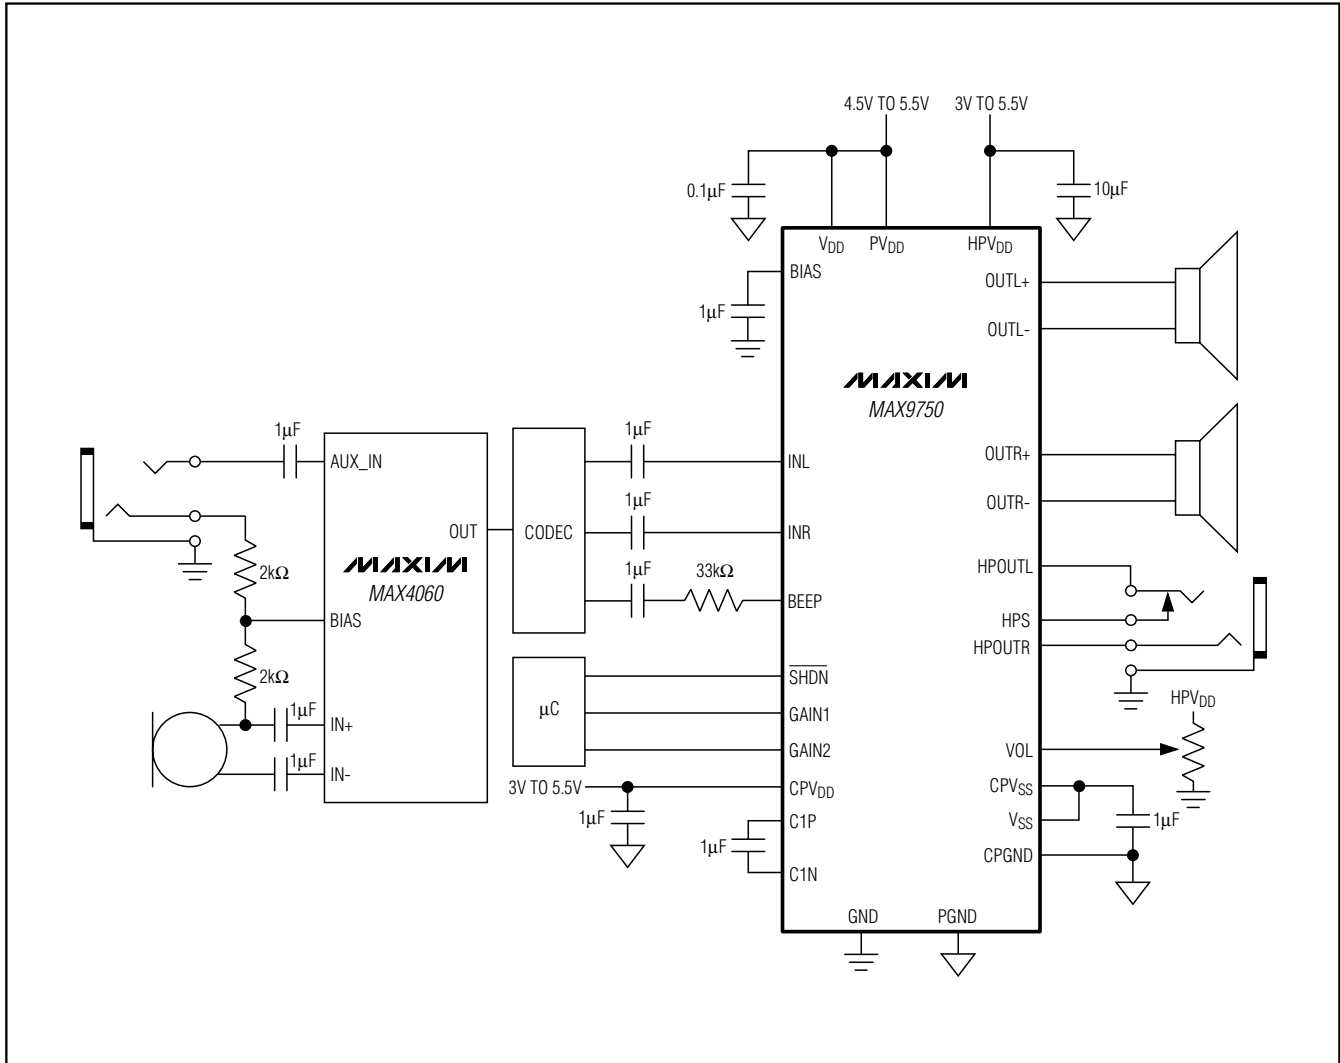 4.5V TO 5.5V 3V TO 5.5V
0.1μF 10μF
VDD PVDD HPVDD
BIAS
OUTL+
1μF
OUTL-
MAXIM
MAX9750
1μF 1μF
AUX_IN INL OUTR+
OUTR-
1μF
OUT CODEC INR
MAXIM
MAX4060
2kΩ 1μF 33kΩ HPOUTL
BEEP
BIAS HPS
HPOUTR
2kΩ SHDN
μC HPVDD
1μF GAIN1
IN+
GAIN2 VOL
1μF
IN-
3V TO 5.5V CPVDD CPVSS
1μF C1P VSS 1μF
1μF
CPGND
C1N
GND PGND